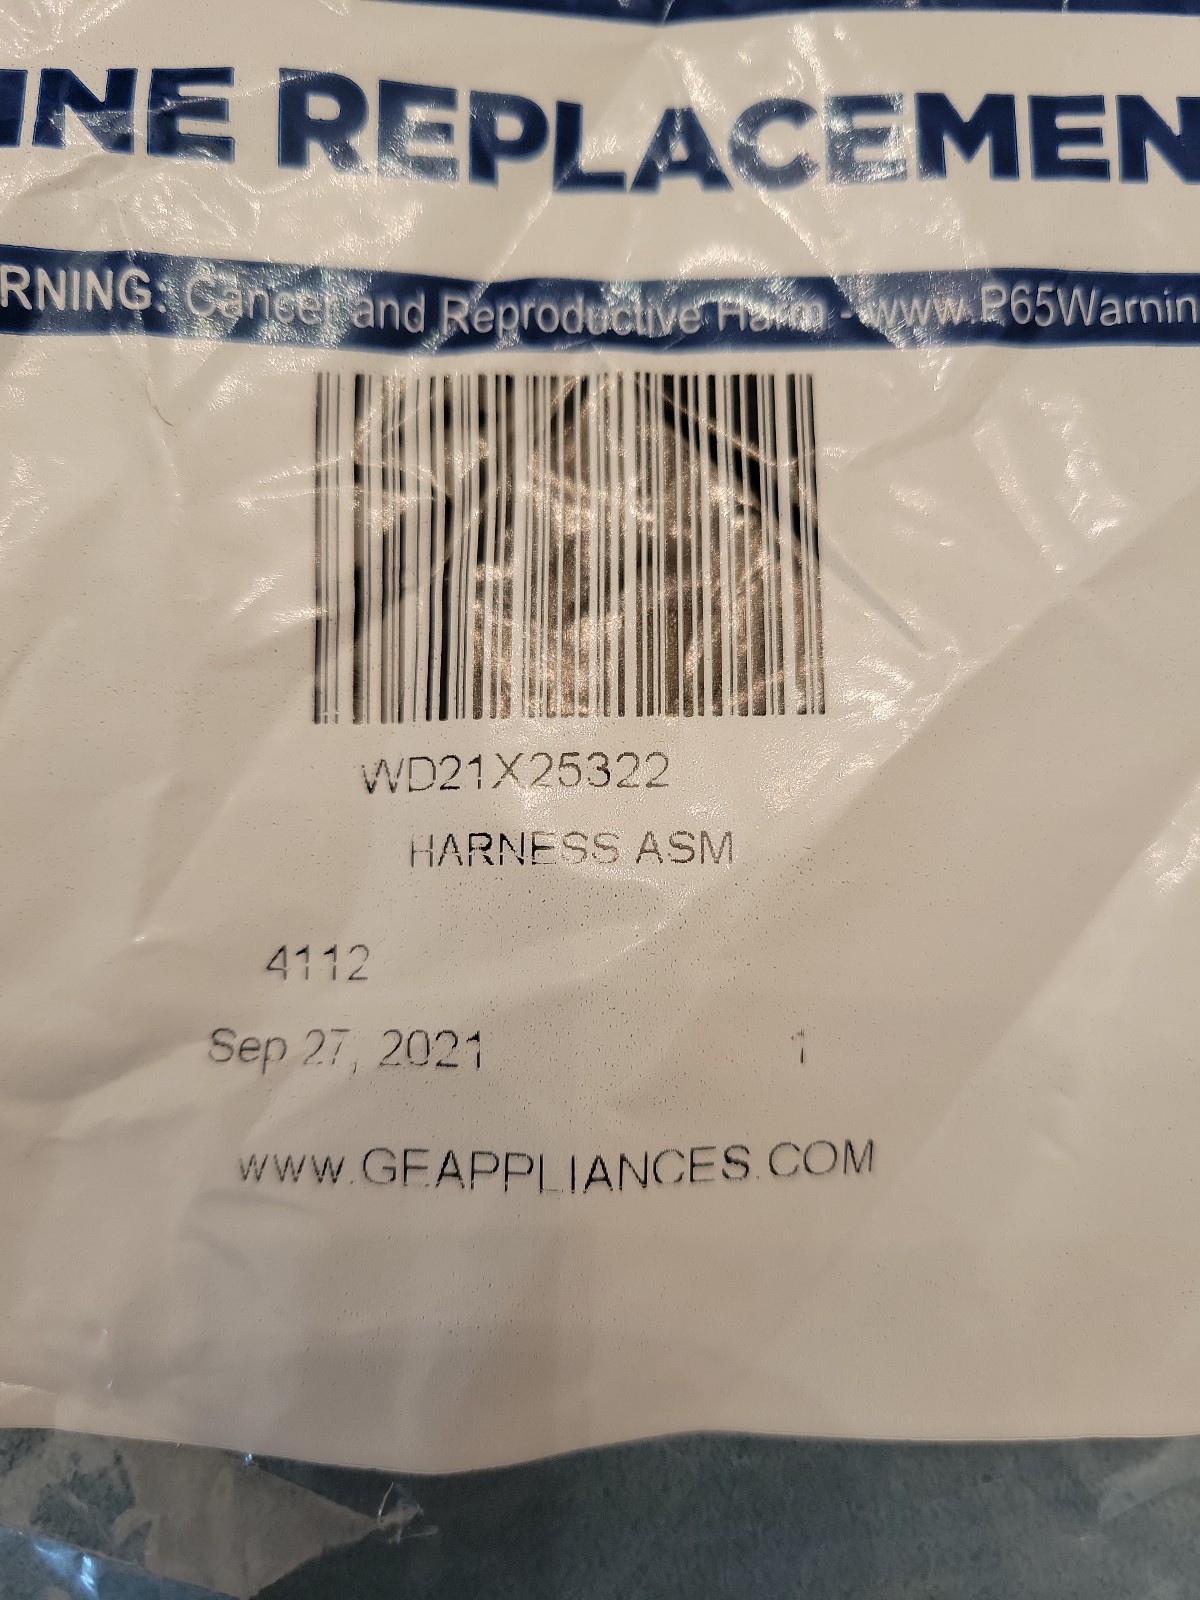 INE REPLACEMEN
RNING: Cancer and Reproductive Harm - www.P65Warnin
WD21X25322
HARNESS ASM
4112
Sep 27, 2021 1
WWW.GEAPPLIANCES.COM